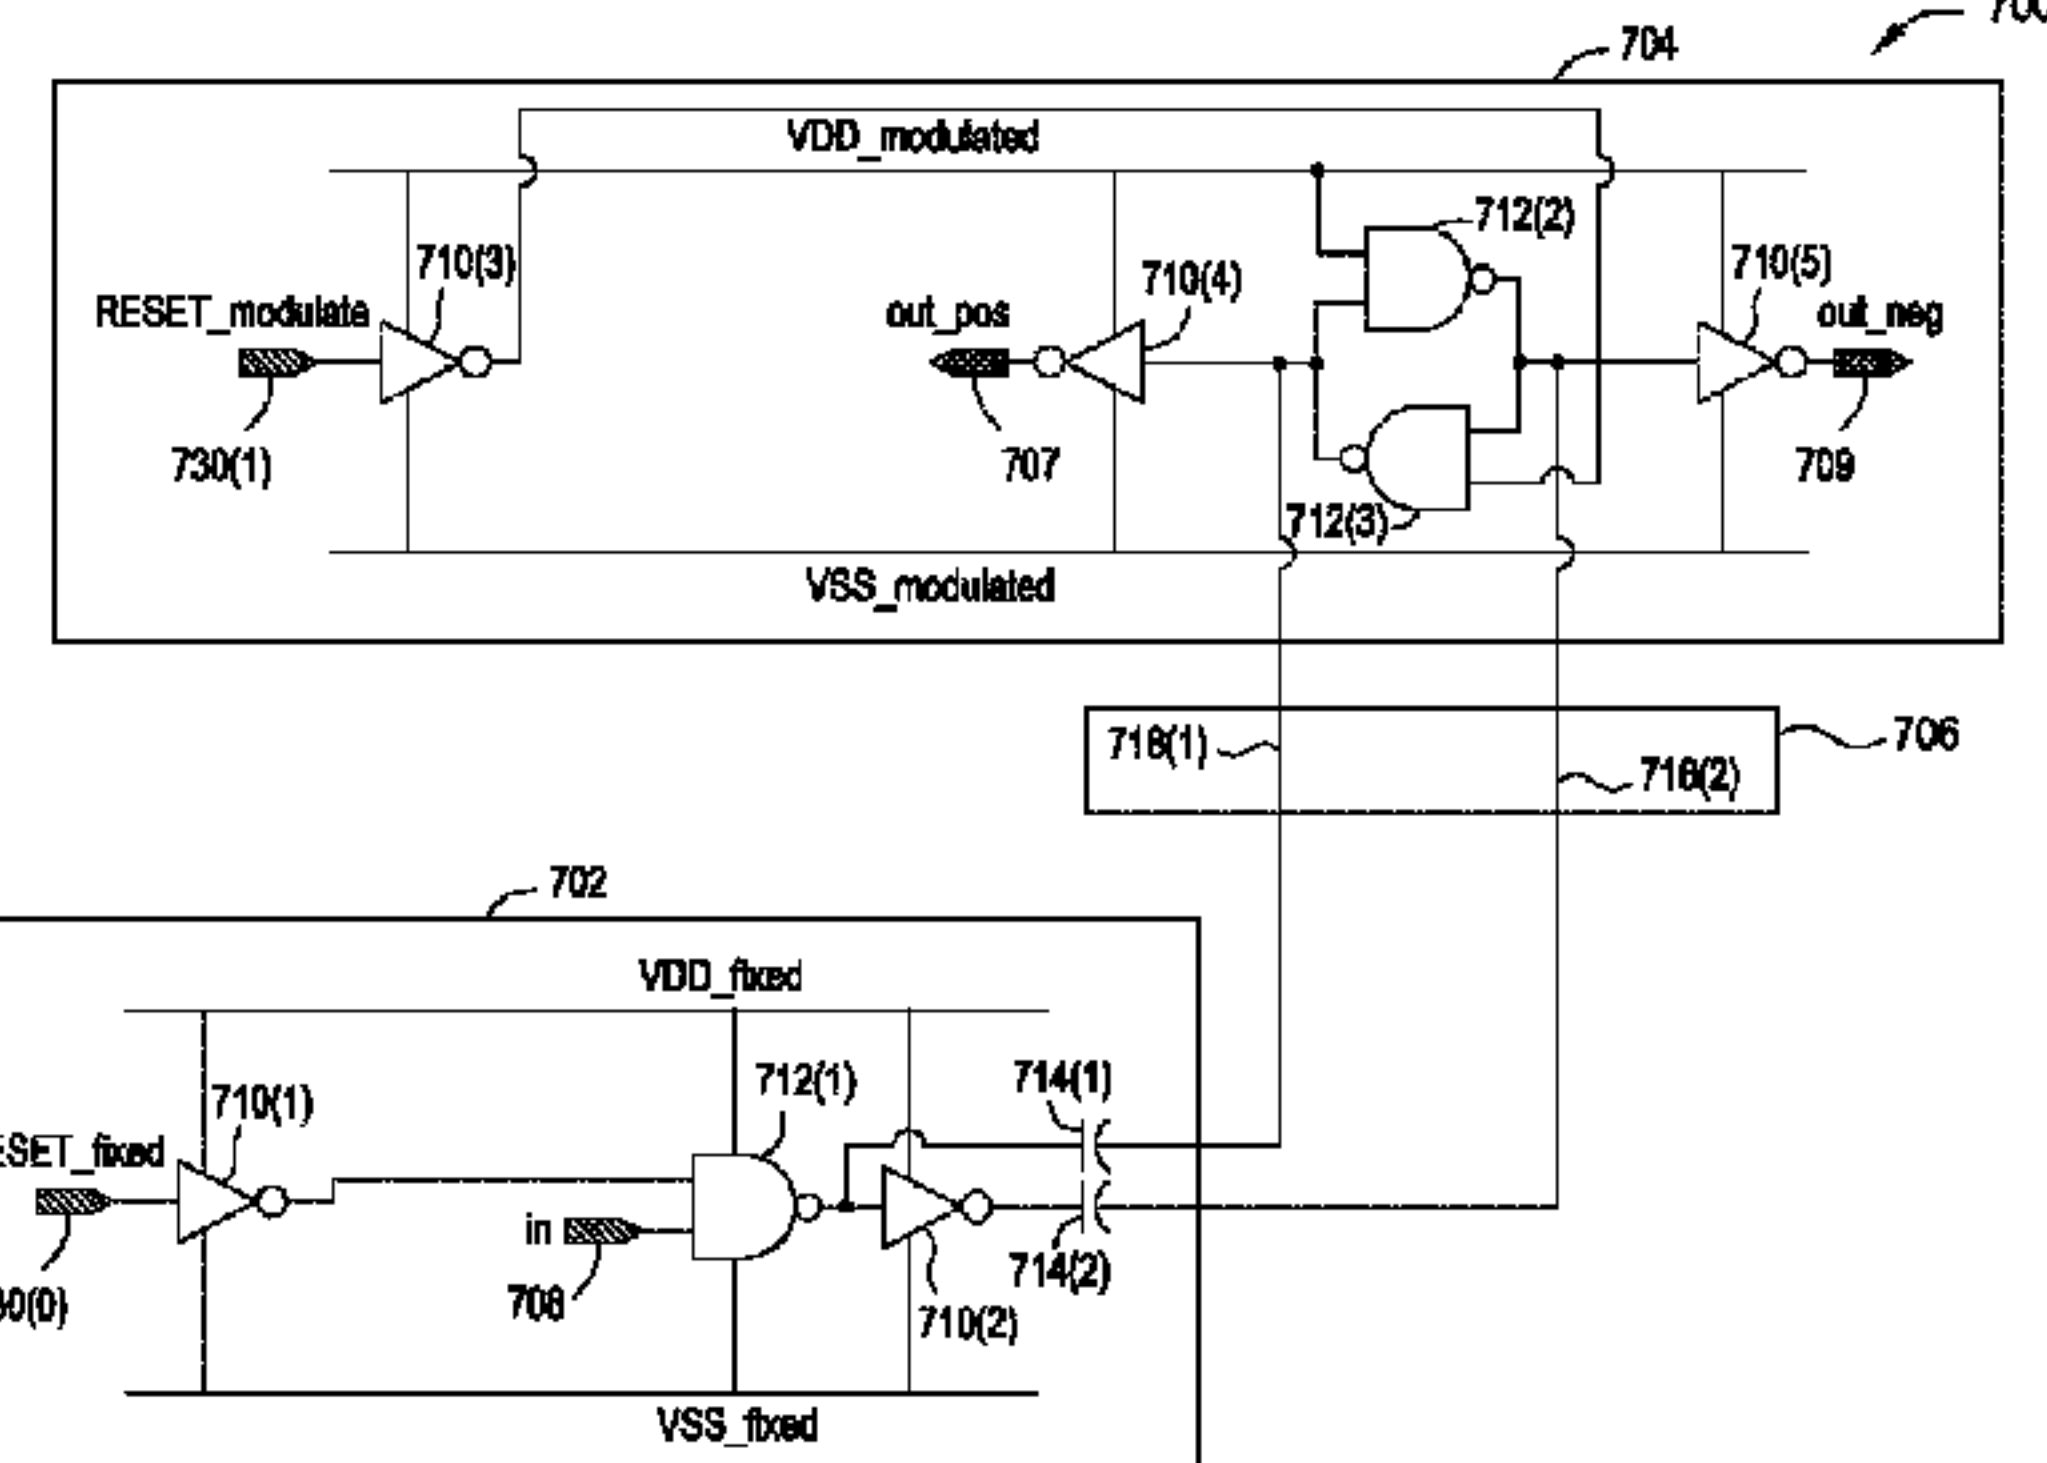 704
VDD_modulated
712(2)
710(3)
710(4)
710(5)
RESET_modulate
out_pos
out_neg
730(1)
707
709
712(3)
VSS_modulated
718(1)
706
718(2)
702
VDD_fixed
714(1)
712(1)
710(1)
ESET_fixed
in
708
714(2)
0(0)
710(2)
VSS_fixed